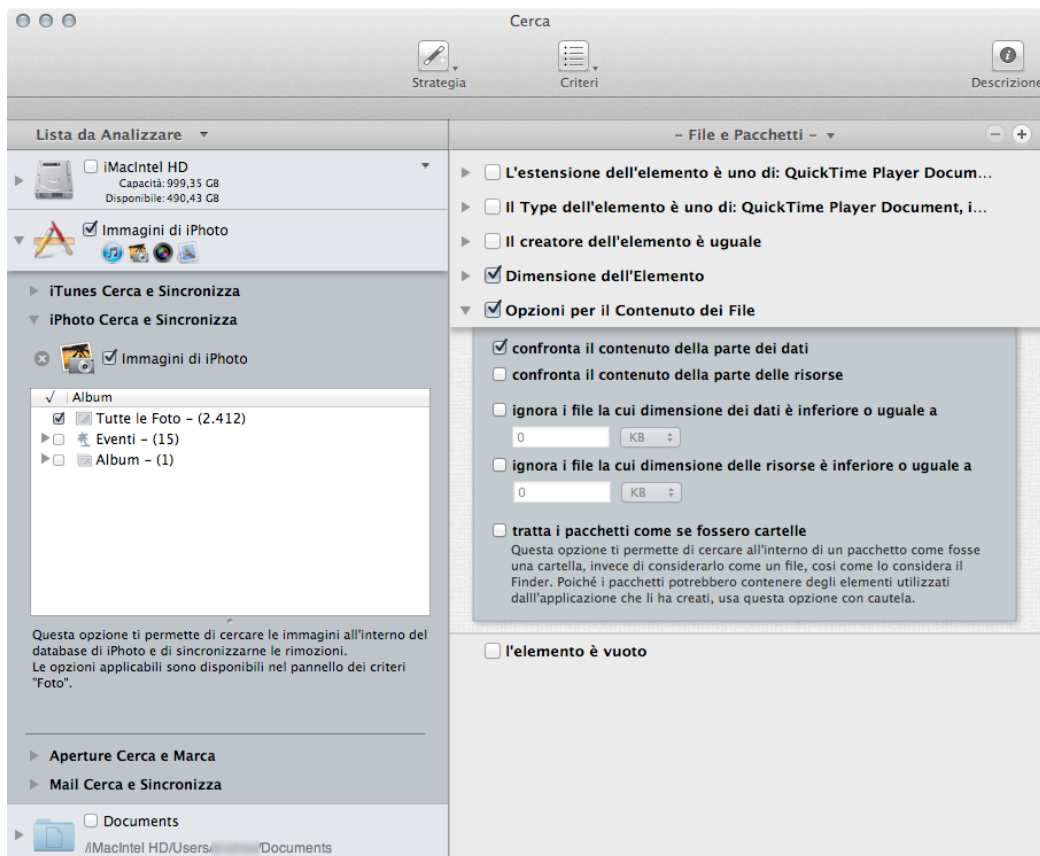 Cerca
Strategia
Criteri
Descrizione
Lista da Analizzare
iMacIntel HD
Capacità: 999,35 GB
Disponibile: 490,43 GB
Immagini di iPhoto
iTunes Cerca e Sincronizza
iPhoto Cerca e Sincronizza
Immagini di iPhoto
√ Album
Tutte le Foto – (2.412)
Eventi – (15)
Album – (1)
Questa opzione ti permette di cercare le immagini all'interno del
database di iPhoto e di sincronizzarne le rimozioni.
Le opzioni applicabili sono disponibili nel pannello dei criteri
"Foto".
Aperture Cerca e Marca
Mail Cerca e Sincronizza
Documents
/iMacIntel HD/Users/ /Documents
– File e Pacchetti –
L'estensione dell'elemento è uno di: QuickTime Player Docum...
Il Type dell'elemento è uno di: QuickTime Player Document, i...
Il creatore dell'elemento è uguale
Dimensione dell'Elemento
Opzioni per il Contenuto dei File
confronta il contenuto della parte dei dati
confronta il contenuto della parte delle risorse
ignora i file la cui dimensione dei dati è inferiore o uguale a
0 KB
ignora i file la cui dimensione delle risorse è inferiore o uguale a
0 KB
tratta i pacchetti come se fossero cartelle
Questa opzione ti permette di cercare all'interno di un pacchetto come fosse
una cartella, invece di considerarlo come un file, cosi come lo considera il
Finder. Poiché i pacchetti potrebbero contenere degli elementi utilizzati
dalll'applicazione che li ha creati, usa questa opzione con cautela.
l'elemento è vuoto